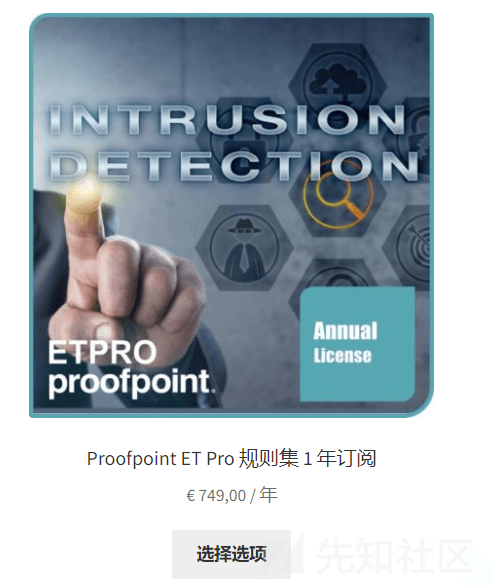 INTRUSION
DETECTION
Annual
License
ETPRO
proofpoint.
Proofpoint ET Pro 规则集 1 年订阅
€ 749,00 / 年
选择选项
先知社区